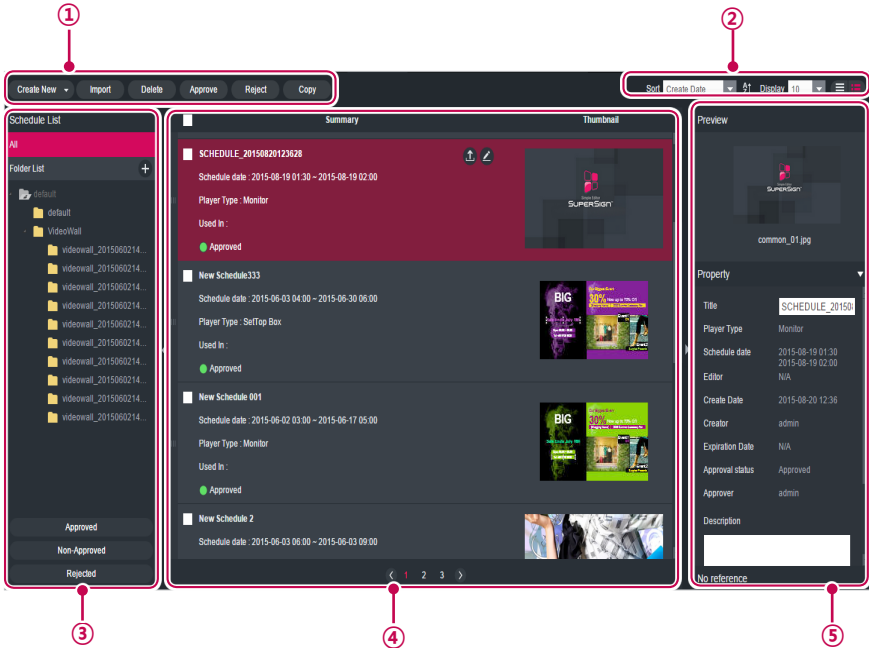 ①
②
Create New Import Delete Approve Reject Copy
Sort Create Date Display 10
Schedule List
All
Folder List +
default
default
VideoWall
videowall_2015060214...
videowall_2015060214...
videowall_2015060214...
videowall_2015060214...
videowall_2015060214...
videowall_2015060214...
videowall_2015060214...
videowall_2015060214...
videowall_2015060214...
videowall_2015060214...
Approved
Non-Approved
Rejected
Summary Thumbnail
SCHEDULE_20150820123628
Schedule date : 2015-08-19 01:30 ~ 2015-08-19 02:00
Player Type : Monitor
Used In :
Approved
SUPERSIGN
New Schedule333
Schedule date : 2015-06-03 04:00 ~ 2015-06-30 06:00
Player Type : SetTop Box
Used In :
Approved
BIG
30%
New Schedule 001
Schedule date : 2015-06-02 03:00 ~ 2015-06-17 05:00
Player Type : Monitor
Used In :
Approved
BIG
30%
New Schedule 2
Schedule date : 2015-06-03 06:00 ~ 2015-06-03 09:00
1 2 3
Preview
SUPERSIGN
common_01.jpg
Property
Title SCHEDULE_20150
Player Type Monitor
Schedule date 2015-08-19 01:30
2015-08-19 02:00
Editor N/A
Create Date 2015-08-20 12:36
Creator admin
Expiration Date N/A
Approval status Approved
Approver admin
Description
No reference
③
④
⑤